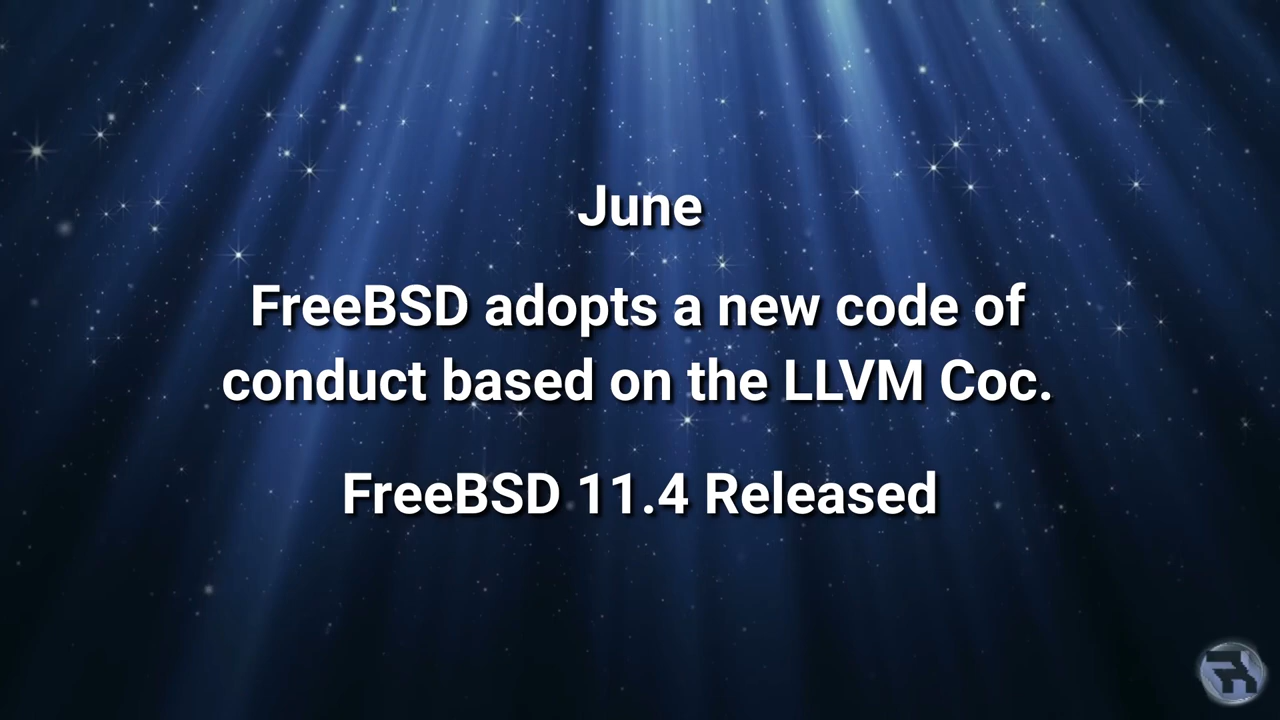 June
FreeBSD adopts a new code of
conduct based on the LLVM Coc.
FreeBSD 11.4 Released